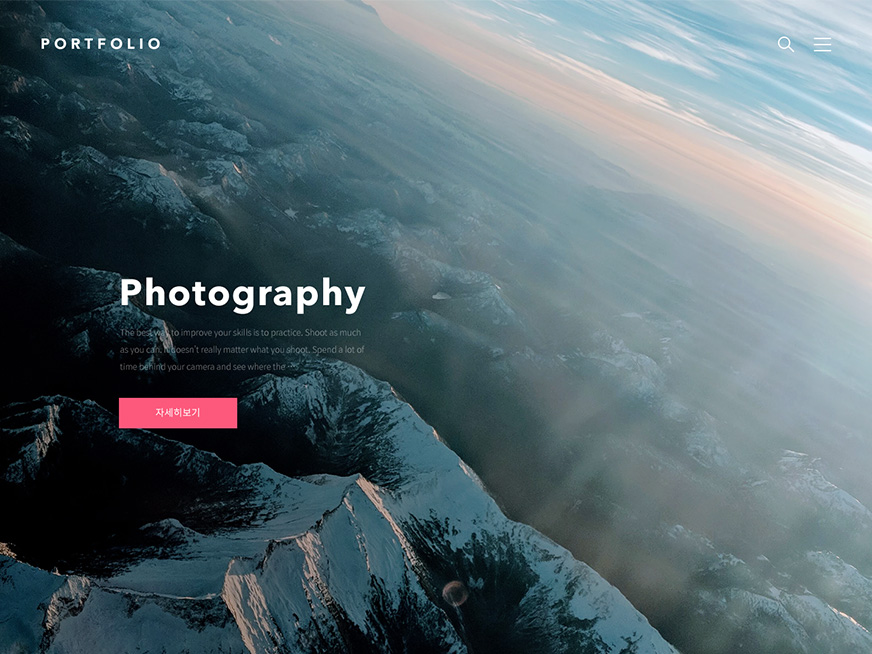 PORTFOLIO
Photography
The best way to improve your skills is to practice. Shoot as much
as you can. It doesn't really matter what you shoot. Spend a lot of
time behind your camera and see where the ···
자세히보기